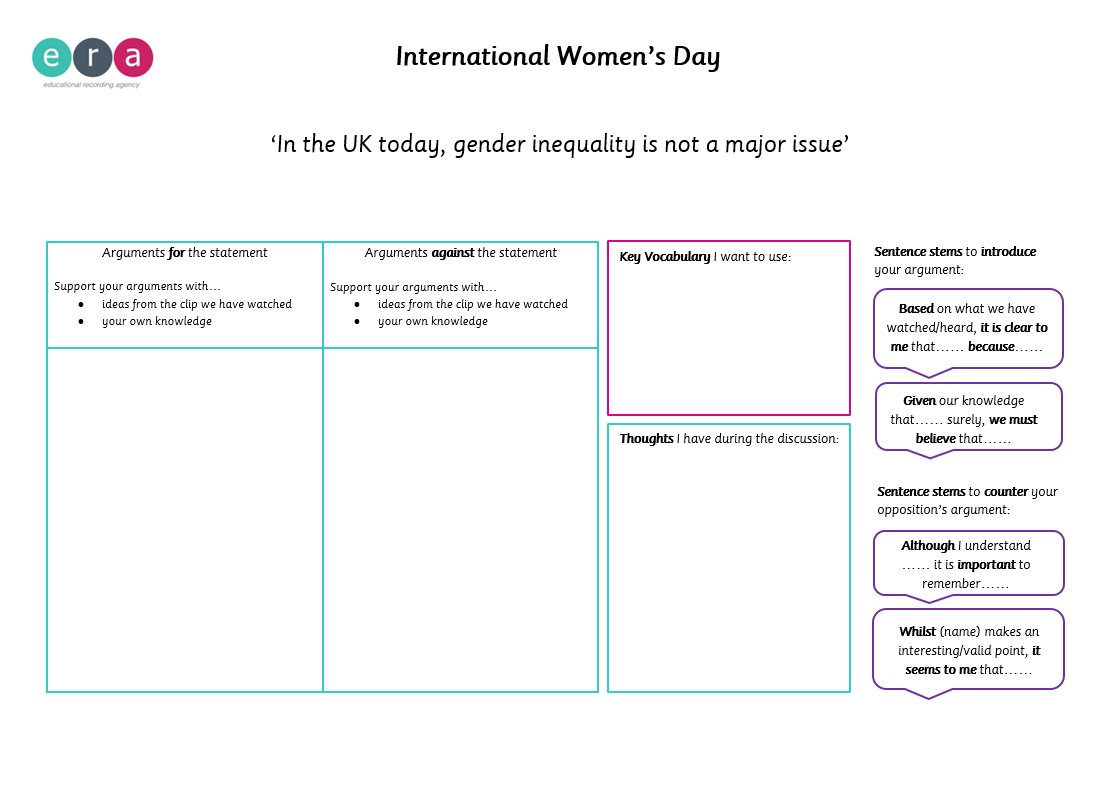 era
educational recording agency
International Women's Day
‘In the UK today, gender inequality is not a major issue’
Arguments for the statement
Support your arguments with...
• ideas from the clip we have watched
• your own knowledge
Arguments against the statement
Support your arguments with...
• ideas from the clip we have watched
• your own knowledge
Key Vocabulary I want to use:
Thoughts I have during the discussion:
Sentence stems to introduce
your argument:
Based on what we have
watched/heard, it is clear to
me that...... because......
Given our knowledge
that...... surely, we must
believe that......
Sentence stems to counter your
opposition’s argument:
Although I understand
...... it is important to
remember......
Whilst (name) makes an
interesting/valid point, it
seems to me that......